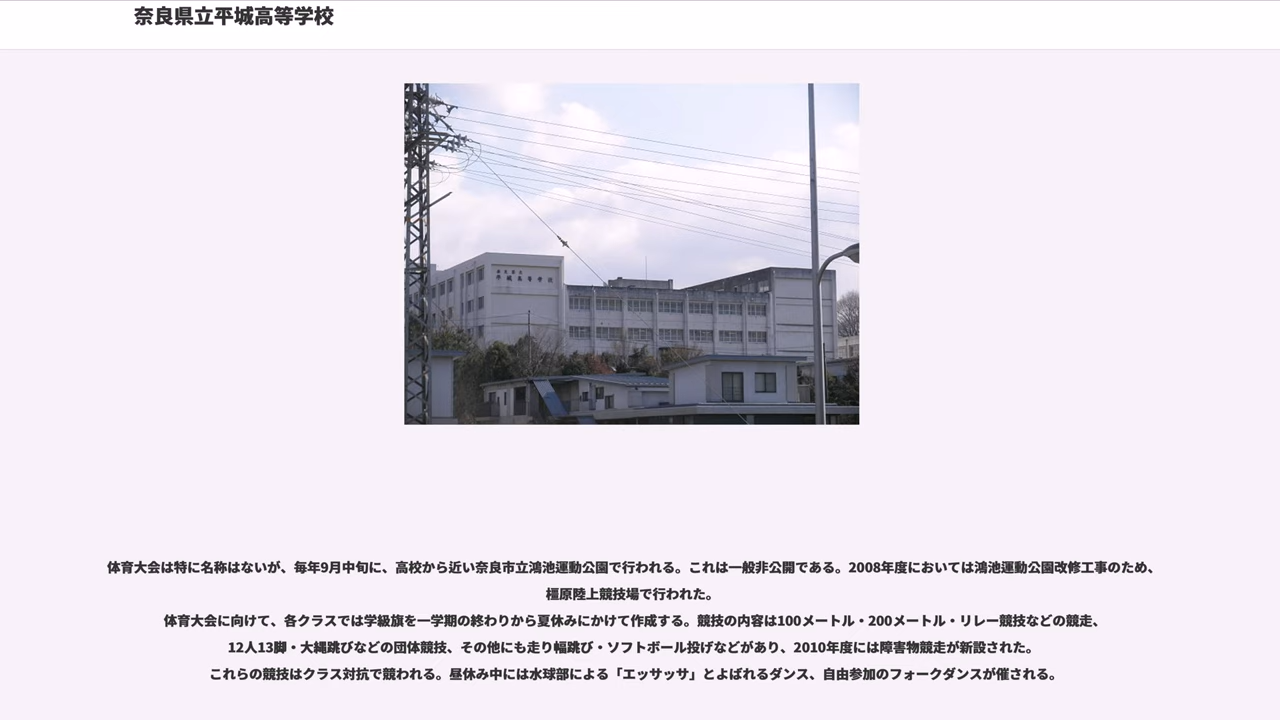 奈良県立平城高等学校
平城高等学校
体育大会は特に名称はないが、毎年9月中旬に、高校から近い奈良市立鴻池運動公園で行われる。これは一般非公開である。2008年度においては鴻池運動公園改修工事のため、
橿原陸上競技場で行われた。
体育大会に向けて、各クラスでは学級旗を一学期の終わりから夏休みにかけて作成する。競技の内容は100メートル・200メートル・リレー競技などの競走、
12人13脚・大縄跳びなどの団体競技、その他にも走り幅跳び・ソフトボール投げなどがあり、2010年度には障害物競走が新設された。
これらの競技はクラス対抗で競われる。昼休み中には水球部による「エッサッサ」とよばれるダンス、自由参加のフォークダンスが催される。